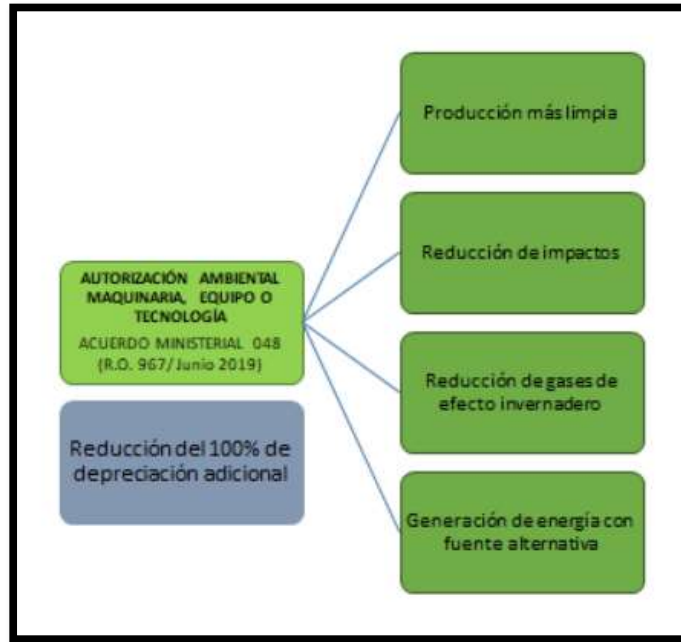 AUTORIZACIÓN AMBIENTAL
MAQUINARIA, EQUIPO O
TECNOLOGÍA
ACUERDO MINISTERIAL 048
(R.O. 967/ Junio 2019)
Reducción del 100% de
depreciación adicional
Producción más limpia
Reducción de impactos
Reducción de gases de
efecto invernadero
Generación de energía con
fuente alternativa